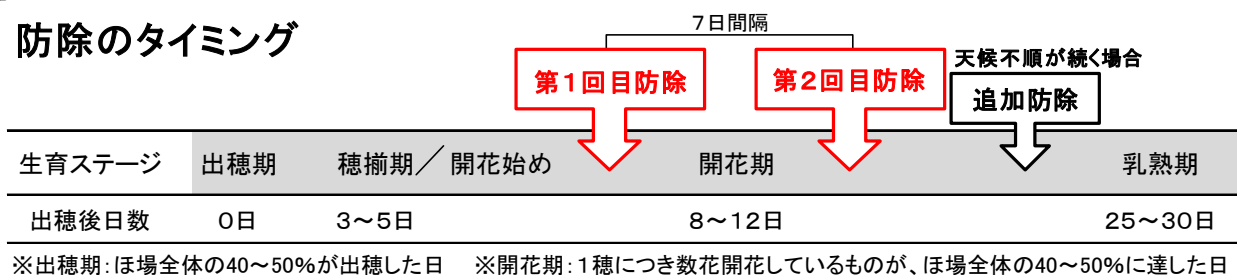 防除のタイミング
7日間隔
第1回目防除
第2回目防除
天候不順が続く場合
追加防除
生育ステージ 出穂期 穂揃期/開花始め 開花期 乳熟期
出穂後日数 0日 3~5日 8~12日 25~30日
※出穂期:ほ場全体の40~50%が出穂した日 ※開花期:1穂につき数花開花しているものが、ほ場全体の40~50%に達した日